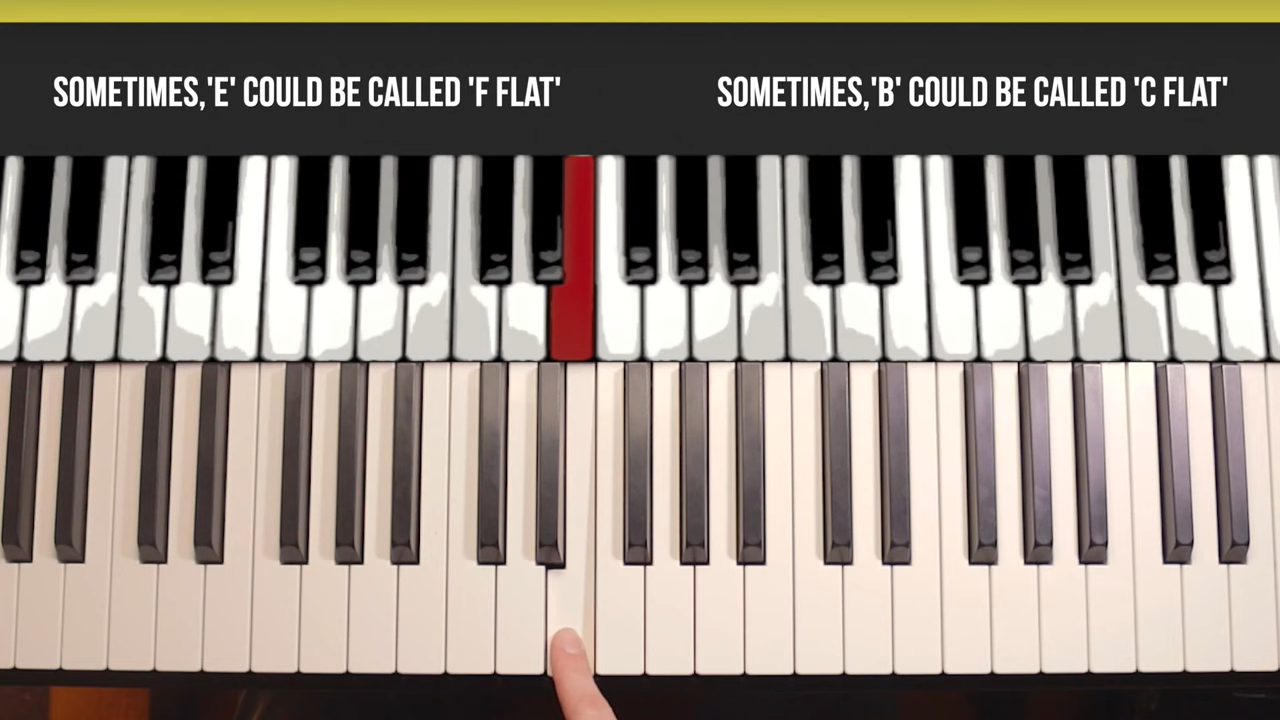 SOMETIMES,'E' COULD BE CALLED 'F FLAT'
SOMETIMES,'B' COULD BE CALLED 'C FLAT'